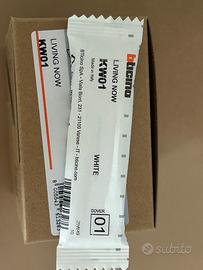 LIVING NOW
KW01
bticino
LIVING NOW
KW01
Made in Italy
BTicino SpA - Viale Borri, 231 - 21100 Varese - IT - bticino.com
WHITE
COVER
01
subito